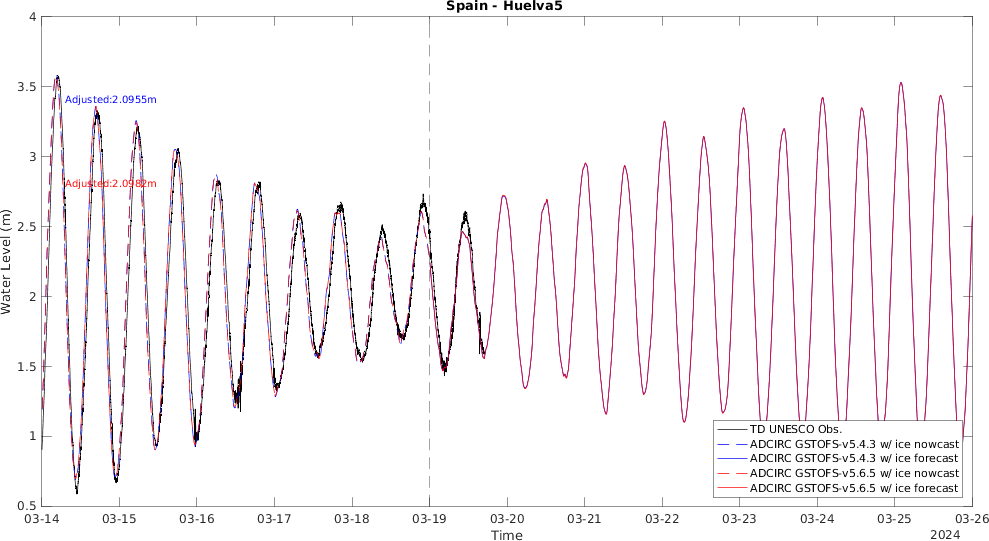 Spain - Huelva5
4
3.5
3
2.5
2
1.5
1
0.5
Water Level (m)
Adjusted:2.0955m
Adjusted:2.0982m
TD UNESCO Obs.
ADCIRC GSTOFS-v5.4.3 w/ ice nowcast
ADCIRC GSTOFS-v5.4.3 w/ ice forecast
ADCIRC GSTOFS-v5.6.5 w/ ice nowcast
ADCIRC GSTOFS-v5.6.5 w/ ice forecast
03-14 03-15 03-16 03-17 03-18 03-19 03-20 03-21 03-22 03-23 03-24 03-25 03-26
Time 2024